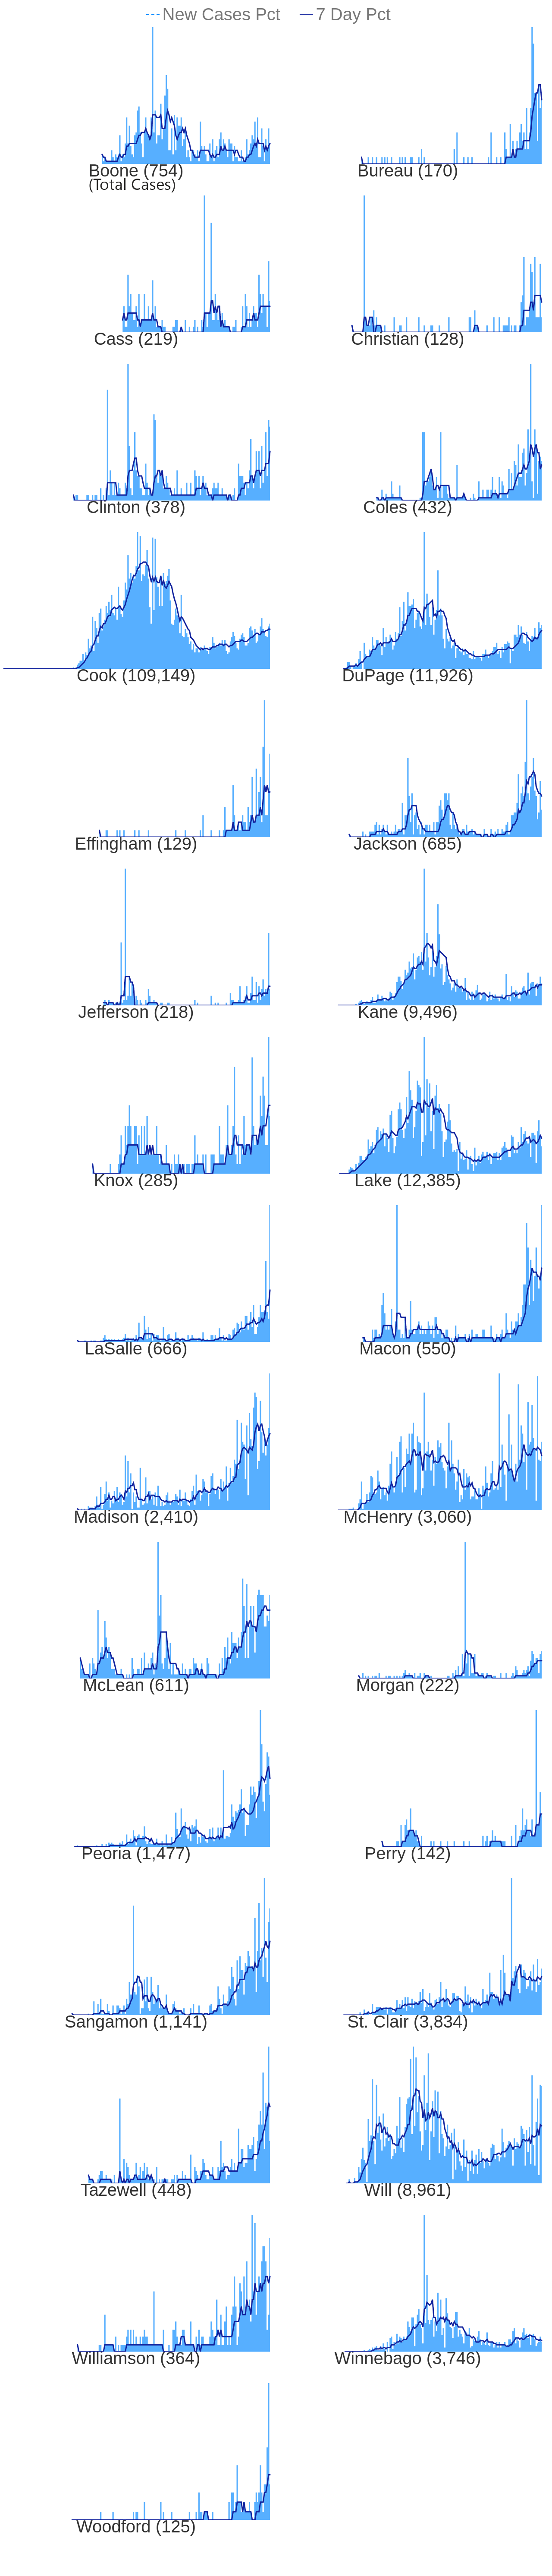 New Cases Pct 7 Day Pct
Boone (754) Bureau (170)
(Total Cases)
Cass (219) Christian (128)
Clinton (378) Coles (432)
Cook (109,149) DuPage (11,926)
Effingham (129) Jackson (685)
Jefferson (218) Kane (9,496)
Knox (285) Lake (12,385)
LaSalle (666) Macon (550)
Madison (2,410) McHenry (3,060)
McLean (611) Morgan (222)
Peoria (1,477) Perry (142)
Sangamon (1,141) St. Clair (3,834)
Tazewell (448) Will (8,961)
Williamson (364) Winnebago (3,746)
Woodford (125)